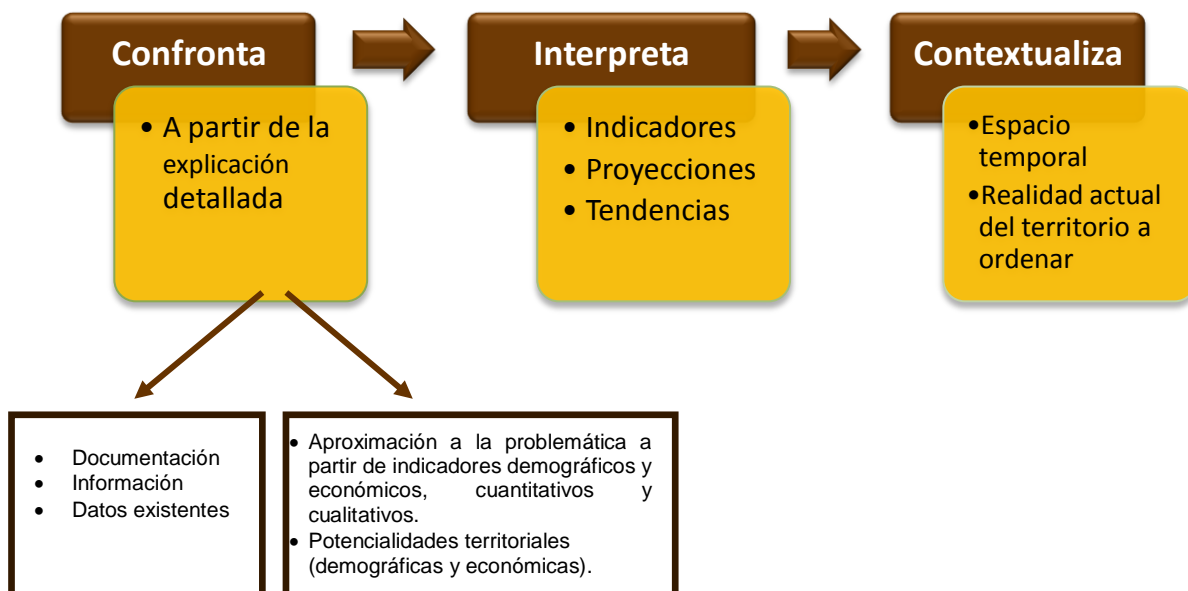 Confronta
• A partir de la
explicación
detallada
Interpreta
• Indicadores
• Proyecciones
• Tendencias
Contextualiza
•Espacio
temporal
•Realidad actual
del territorio a
ordenar
• Documentación
• Información
• Datos existentes
• Aproximación a la problemática a
partir de indicadores demográficos y
económicos, cuantitativos y
cualitativos.
• Potencialidades territoriales
(demográficas y económicas).